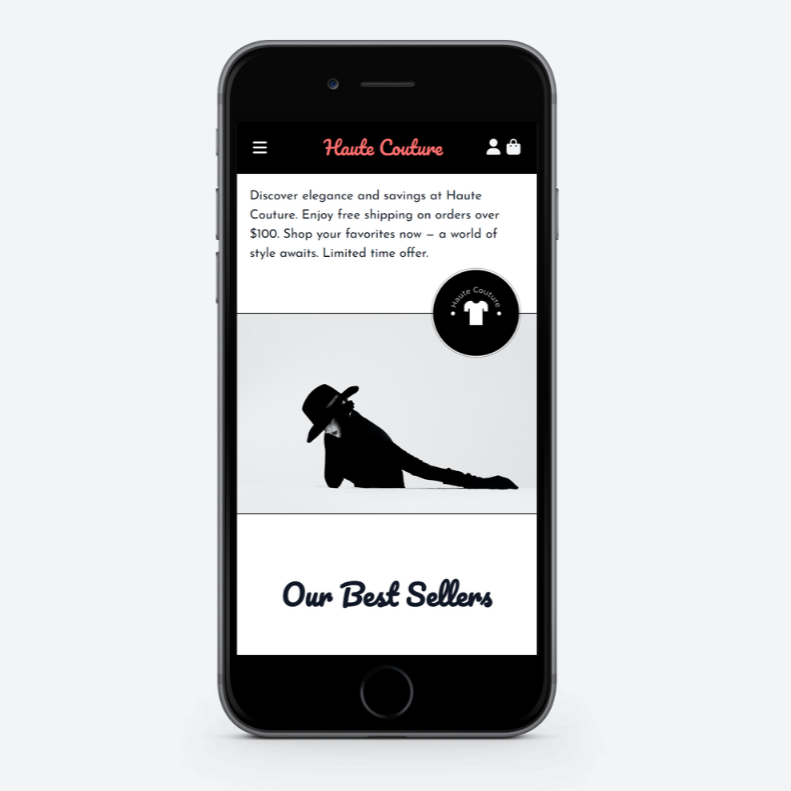 Haute Couture
Discover elegance and savings at Haute
Couture. Enjoy free shipping on orders over
$100. Shop your favorites now – a world of
style awaits. Limited time offer.
Haute Couture
Our Best Sellers